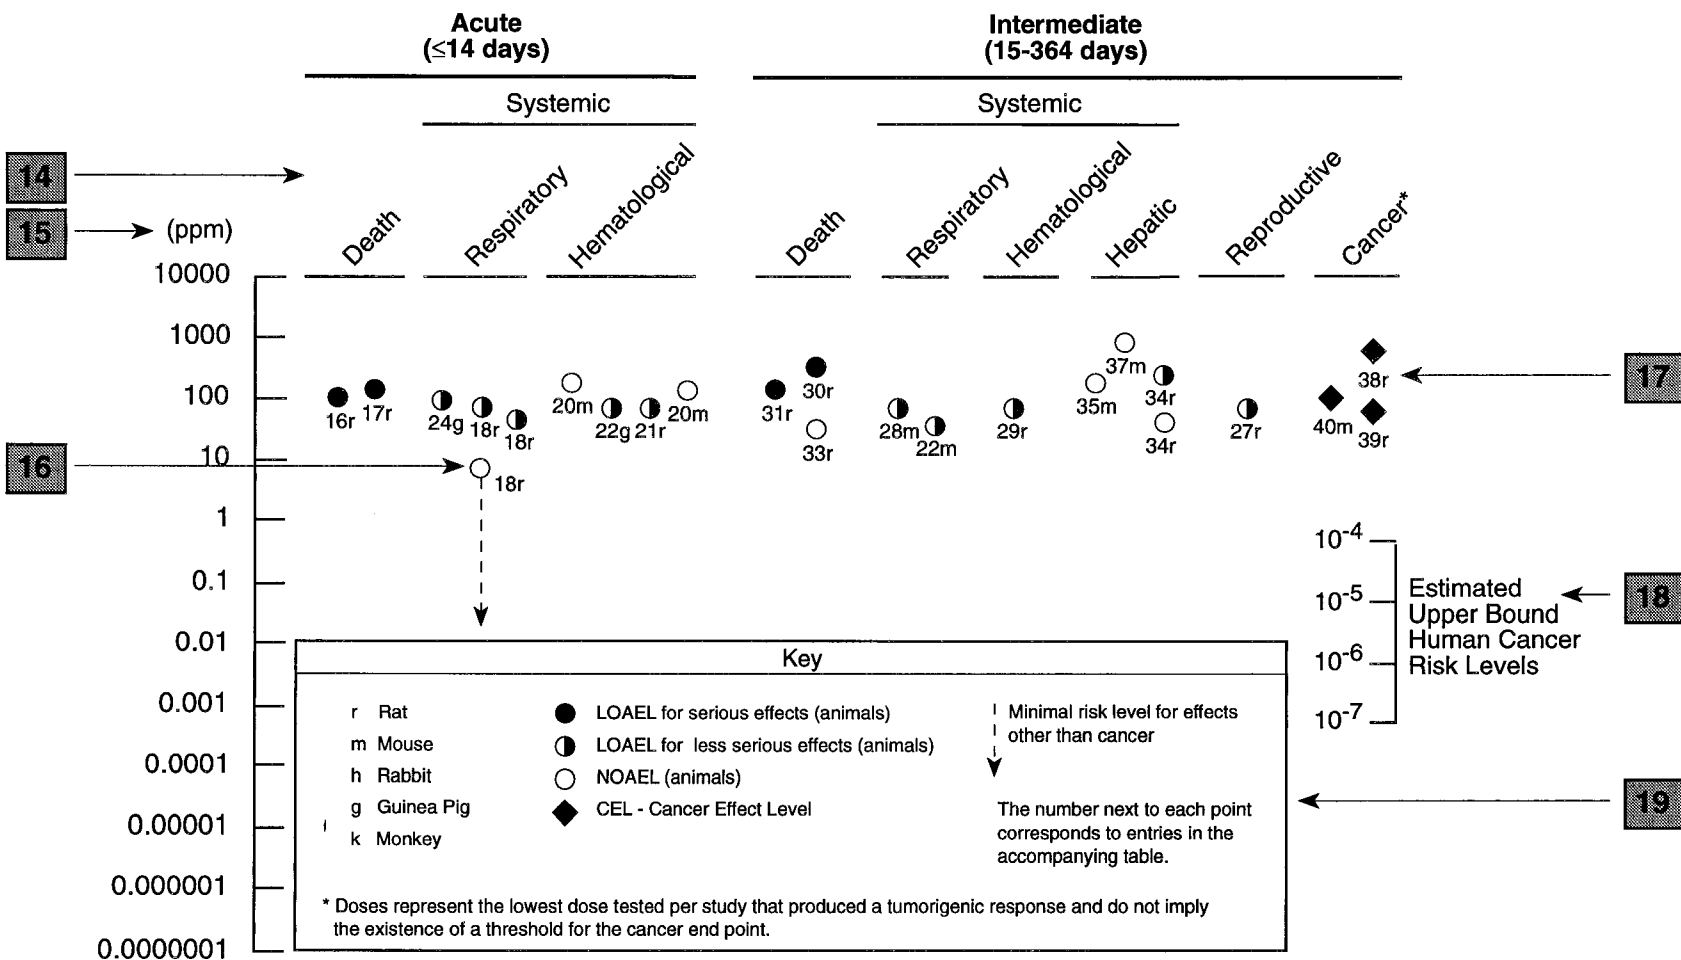 Acute
(≤14 days)
Intermediate
(15-364 days)
Systemic
Systemic
14
15
(ppm)
Death
Respiratory
Hematological
Death
Respiratory
Hematological
Hepatic
Reproductive
Cancer*
10000
1000
100
10
1
0.1
0.01
0.001
0.0001
0.00001
0.000001
0.0000001
16r
17r
24g
18r
18r
20m
22g
21r
20m
31r
30r
33r
28m
22m
29r
35m
37m
34r
34r
27r
40m
38r
39r
17
16
18r
10-4
10-5
10-6
10-7
Estimated
Upper Bound
Human Cancer
Risk Levels
18
Key
r Rat
m Mouse
h Rabbit
g Guinea Pig
k Monkey
LOAEL for serious effects (animals)
LOAEL for less serious effects (animals)
NOAEL (animals)
CEL - Cancer Effect Level
Minimal risk level for effects
other than cancer
The number next to each point
corresponds to entries in the
accompanying table.
19
* Doses represent the lowest dose tested per study that produced a tumorigenic response and do not imply
the existence of a threshold for the cancer end point.